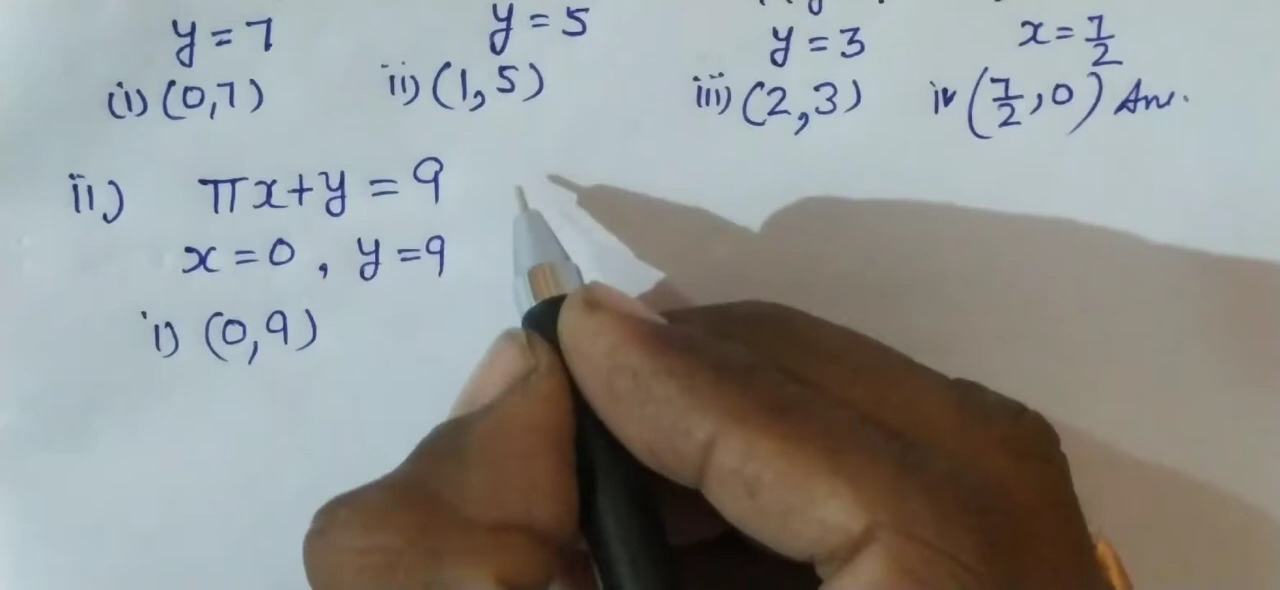 y = 7 y = 5 y = 3 x = 7/2
(i) (0,7) ii) (1,5) iii) (2,3) iv (7/2,0) Ans.
ii) πx+y = 9
x = 0, y = 9
i) (0,9)